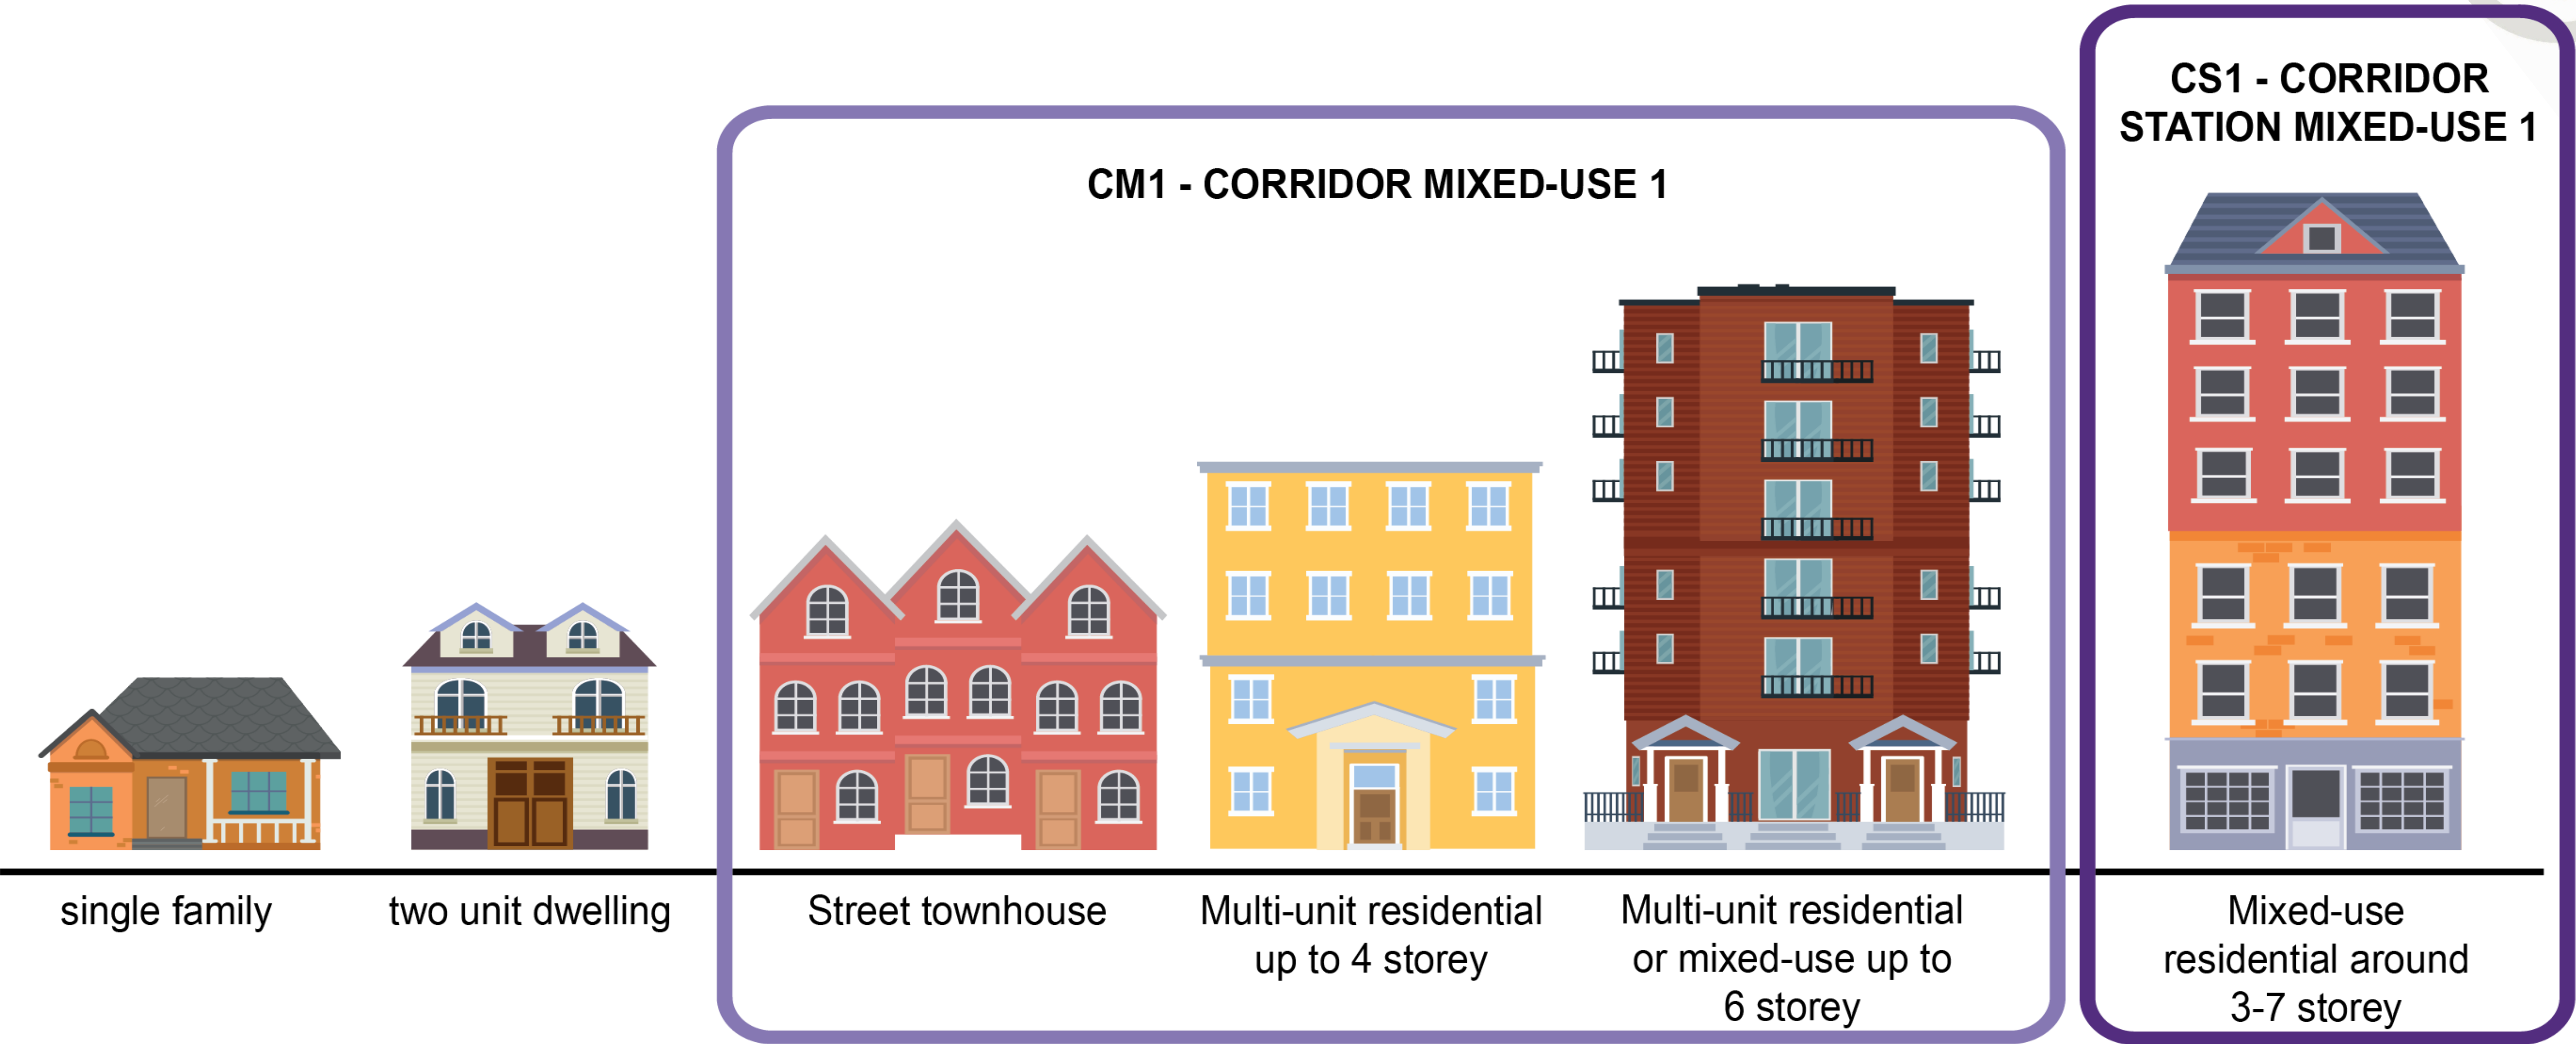 CS1 - CORRIDOR
STATION MIXED-USE 1
CM1 - CORRIDOR MIXED-USE 1
single family
two unit dwelling
Street townhouse
Multi-unit residential
up to 4 storey
Multi-unit residential
or mixed-use up to
6 storey
Mixed-use
residential around
3-7 storey